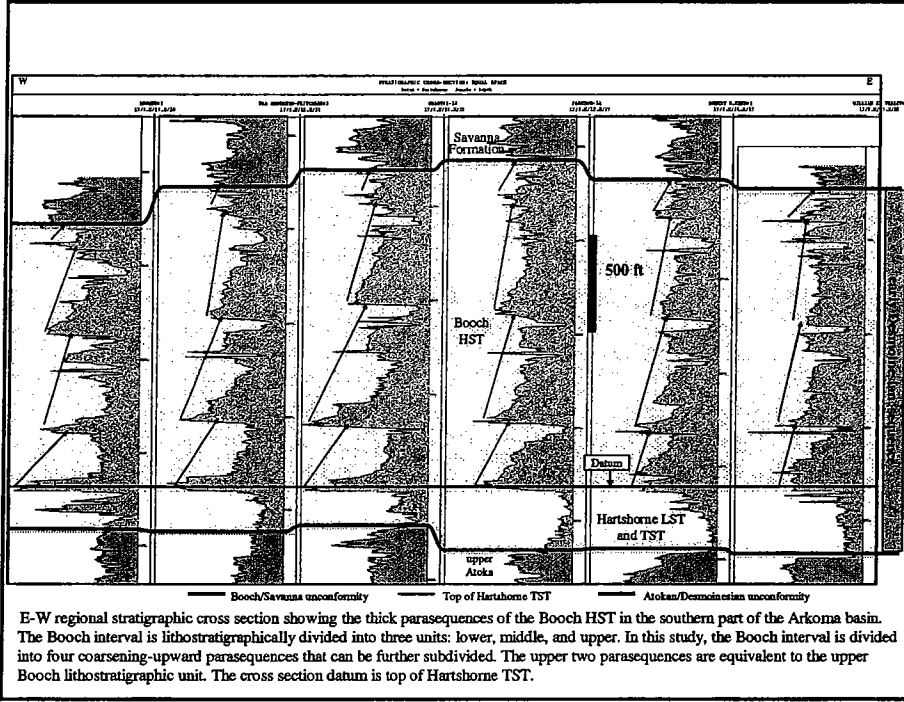 W
E
STRATIGRAPHIC CROSS-SECTION: EQUAL SPACE
Savanna
Formation
500 ft
Booch
HST
Datum
Hartshorne LST
and TST
upper
Atoka
Booch/Savanna unconformity
Top of Hartshorne TST
Atokan/Desmoinesian unconformity
E-W regional stratigraphic cross section showing the thick parasequences of the Booch HST in the southern part of the Arkoma basin.
The Booch interval is lithostratigraphically divided into three units: lower, middle, and upper. In this study, the Booch interval is divided
into four coarsening-upward parasequences that can be further subdivided. The upper two parasequences are equivalent to the upper
Booch lithostratigraphic unit. The cross section datum is top of Hartshorne TST.